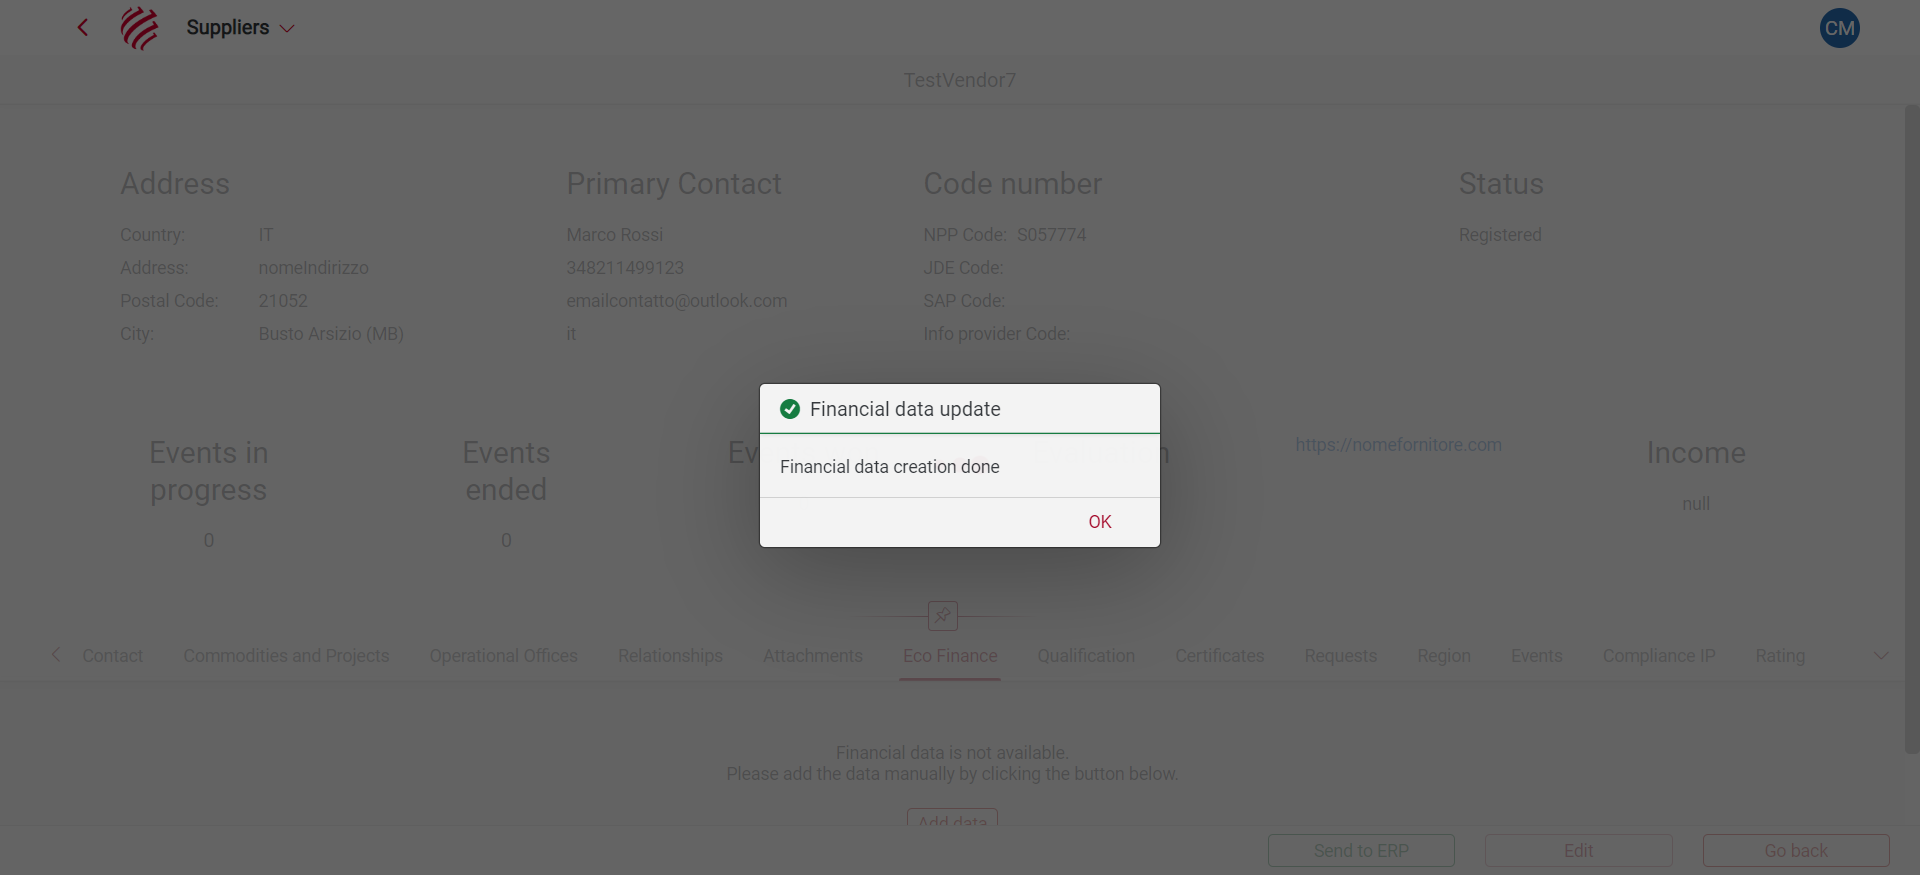 Suppliers
CM
TestVendor7
Address
Country: IT
Address: nomeIndirizzo
Postal Code: 21052
City: Busto Arsizio (MB)
Primary Contact
Marco Rossi
348211499123
emailcontatto@outlook.com
it
Code number
NPP Code: S057774
JDE Code:
SAP Code:
Info provider Code:
Status
Registered
Events in
progress
0
Events
ended
0
https://nomefornitore.com
Income
null
Financial data update
Financial data creation done
OK
Contact Commodities and Projects Operational Offices Relationships Attachments Eco Finance Qualification Certificates Requests Region Events Compliance IP Rating
Financial data is not available.
Please add the data manually by clicking the button below.
Add data
Send to ERP Edit Go back